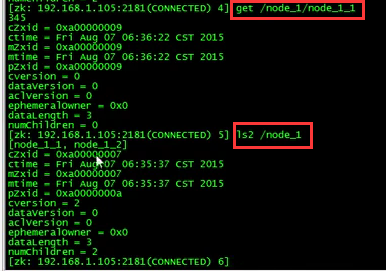 numChildren = 2
[zk: 192.168.1.105:2181(CONNECTED) 4] get /node_1/node_1_1
345
cZxid = 0xa00000009
ctime = Fri Aug 07 06:36:22 CST 2015
mZxid = 0xa00000009
mtime = Fri Aug 07 06:36:22 CST 2015
pZxid = 0xa00000009
cversion = 0
dataVersion = 0
aclVersion = 0
ephemeralOwner = 0x0
dataLength = 3
numChildren = 0
[zk: 192.168.1.105:2181(CONNECTED) 5] ls2 /node_1
[node_1_1, node_1_2]
cZxid = 0xa00000007
ctime = Fri Aug 07 06:35:37 CST 2015
mZxid = 0xa00000007
mtime = Fri Aug 07 06:35:37 CST 2015
pZxid = 0xa0000000a
cversion = 2
dataVersion = 0
aclVersion = 0
ephemeralOwner = 0x0
dataLength = 3
numChildren = 2
[zk: 192.168.1.105:2181(CONNECTED) 6]